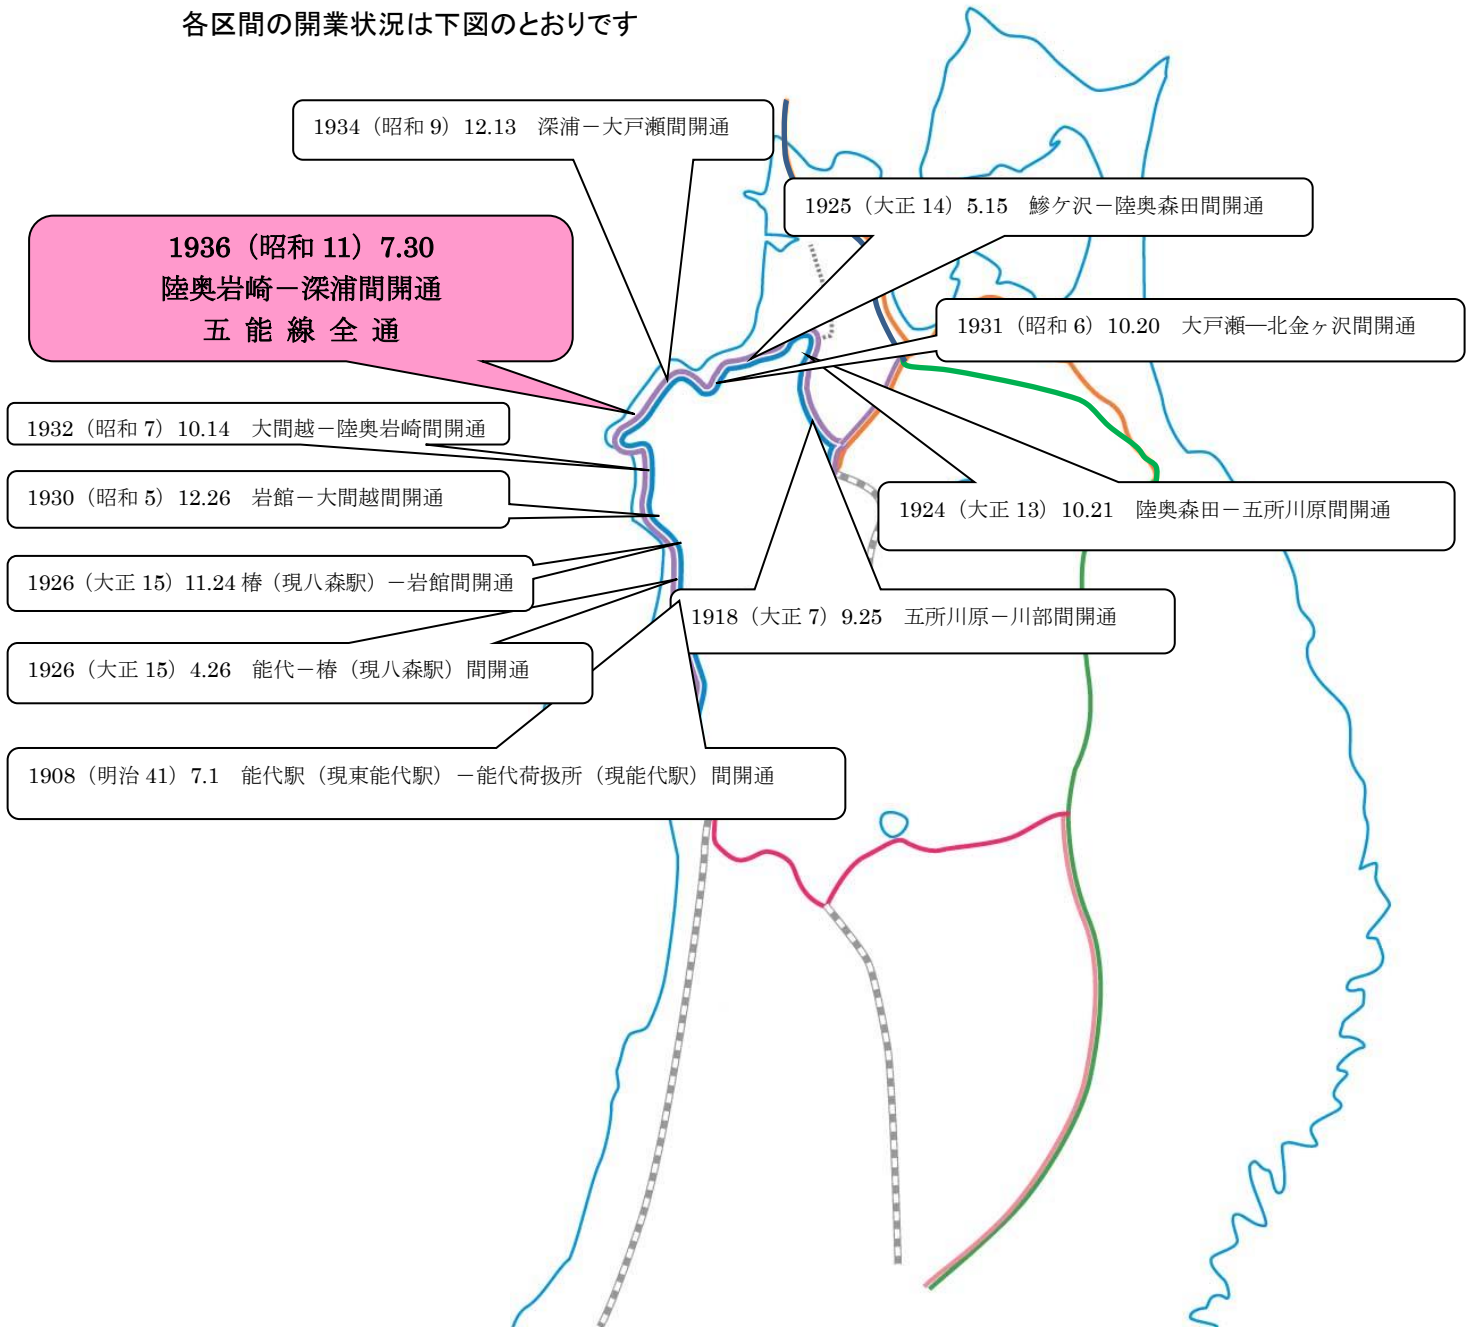 各区間の開業状況は下図のとおりです
1934（昭和 9）12.13　深浦－大戸瀬間開通
1925（大正 14）5.15　鰺ケ沢－陸奥森田間開通
1936（昭和 11）7.30
陸奥岩崎－深浦間開通
五 能 線 全 通
1931（昭和 6）10.20　大戸瀬―北金ヶ沢間開通
1932（昭和 7）10.14　大間越－陸奥岩崎間開通
1930（昭和 5）12.26　岩館－大間越間開通
1924（大正 13）10.21　陸奥森田－五所川原間開通
1926（大正 15）11.24 椿（現八森駅）－岩館間開通
1918（大正 7）9.25　五所川原－川部間開通
1926（大正 15）4.26　能代－椿（現八森駅）間開通
1908（明治 41）7.1　能代駅（現東能代駅）－能代荷扱所（現能代駅）間開通